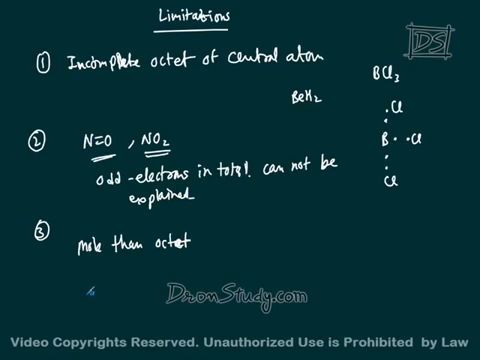 Limitations
DS
① Incomplete octet of central atom
BCl3
BeH2
.Cl
② N=O , NO2
B. .Cl
odd-electrons in total. can not be
explained
Cl
③
more than octet
DronStudy.com
Video Copyrights Reserved. Unauthorized Use is Prohibited by Law